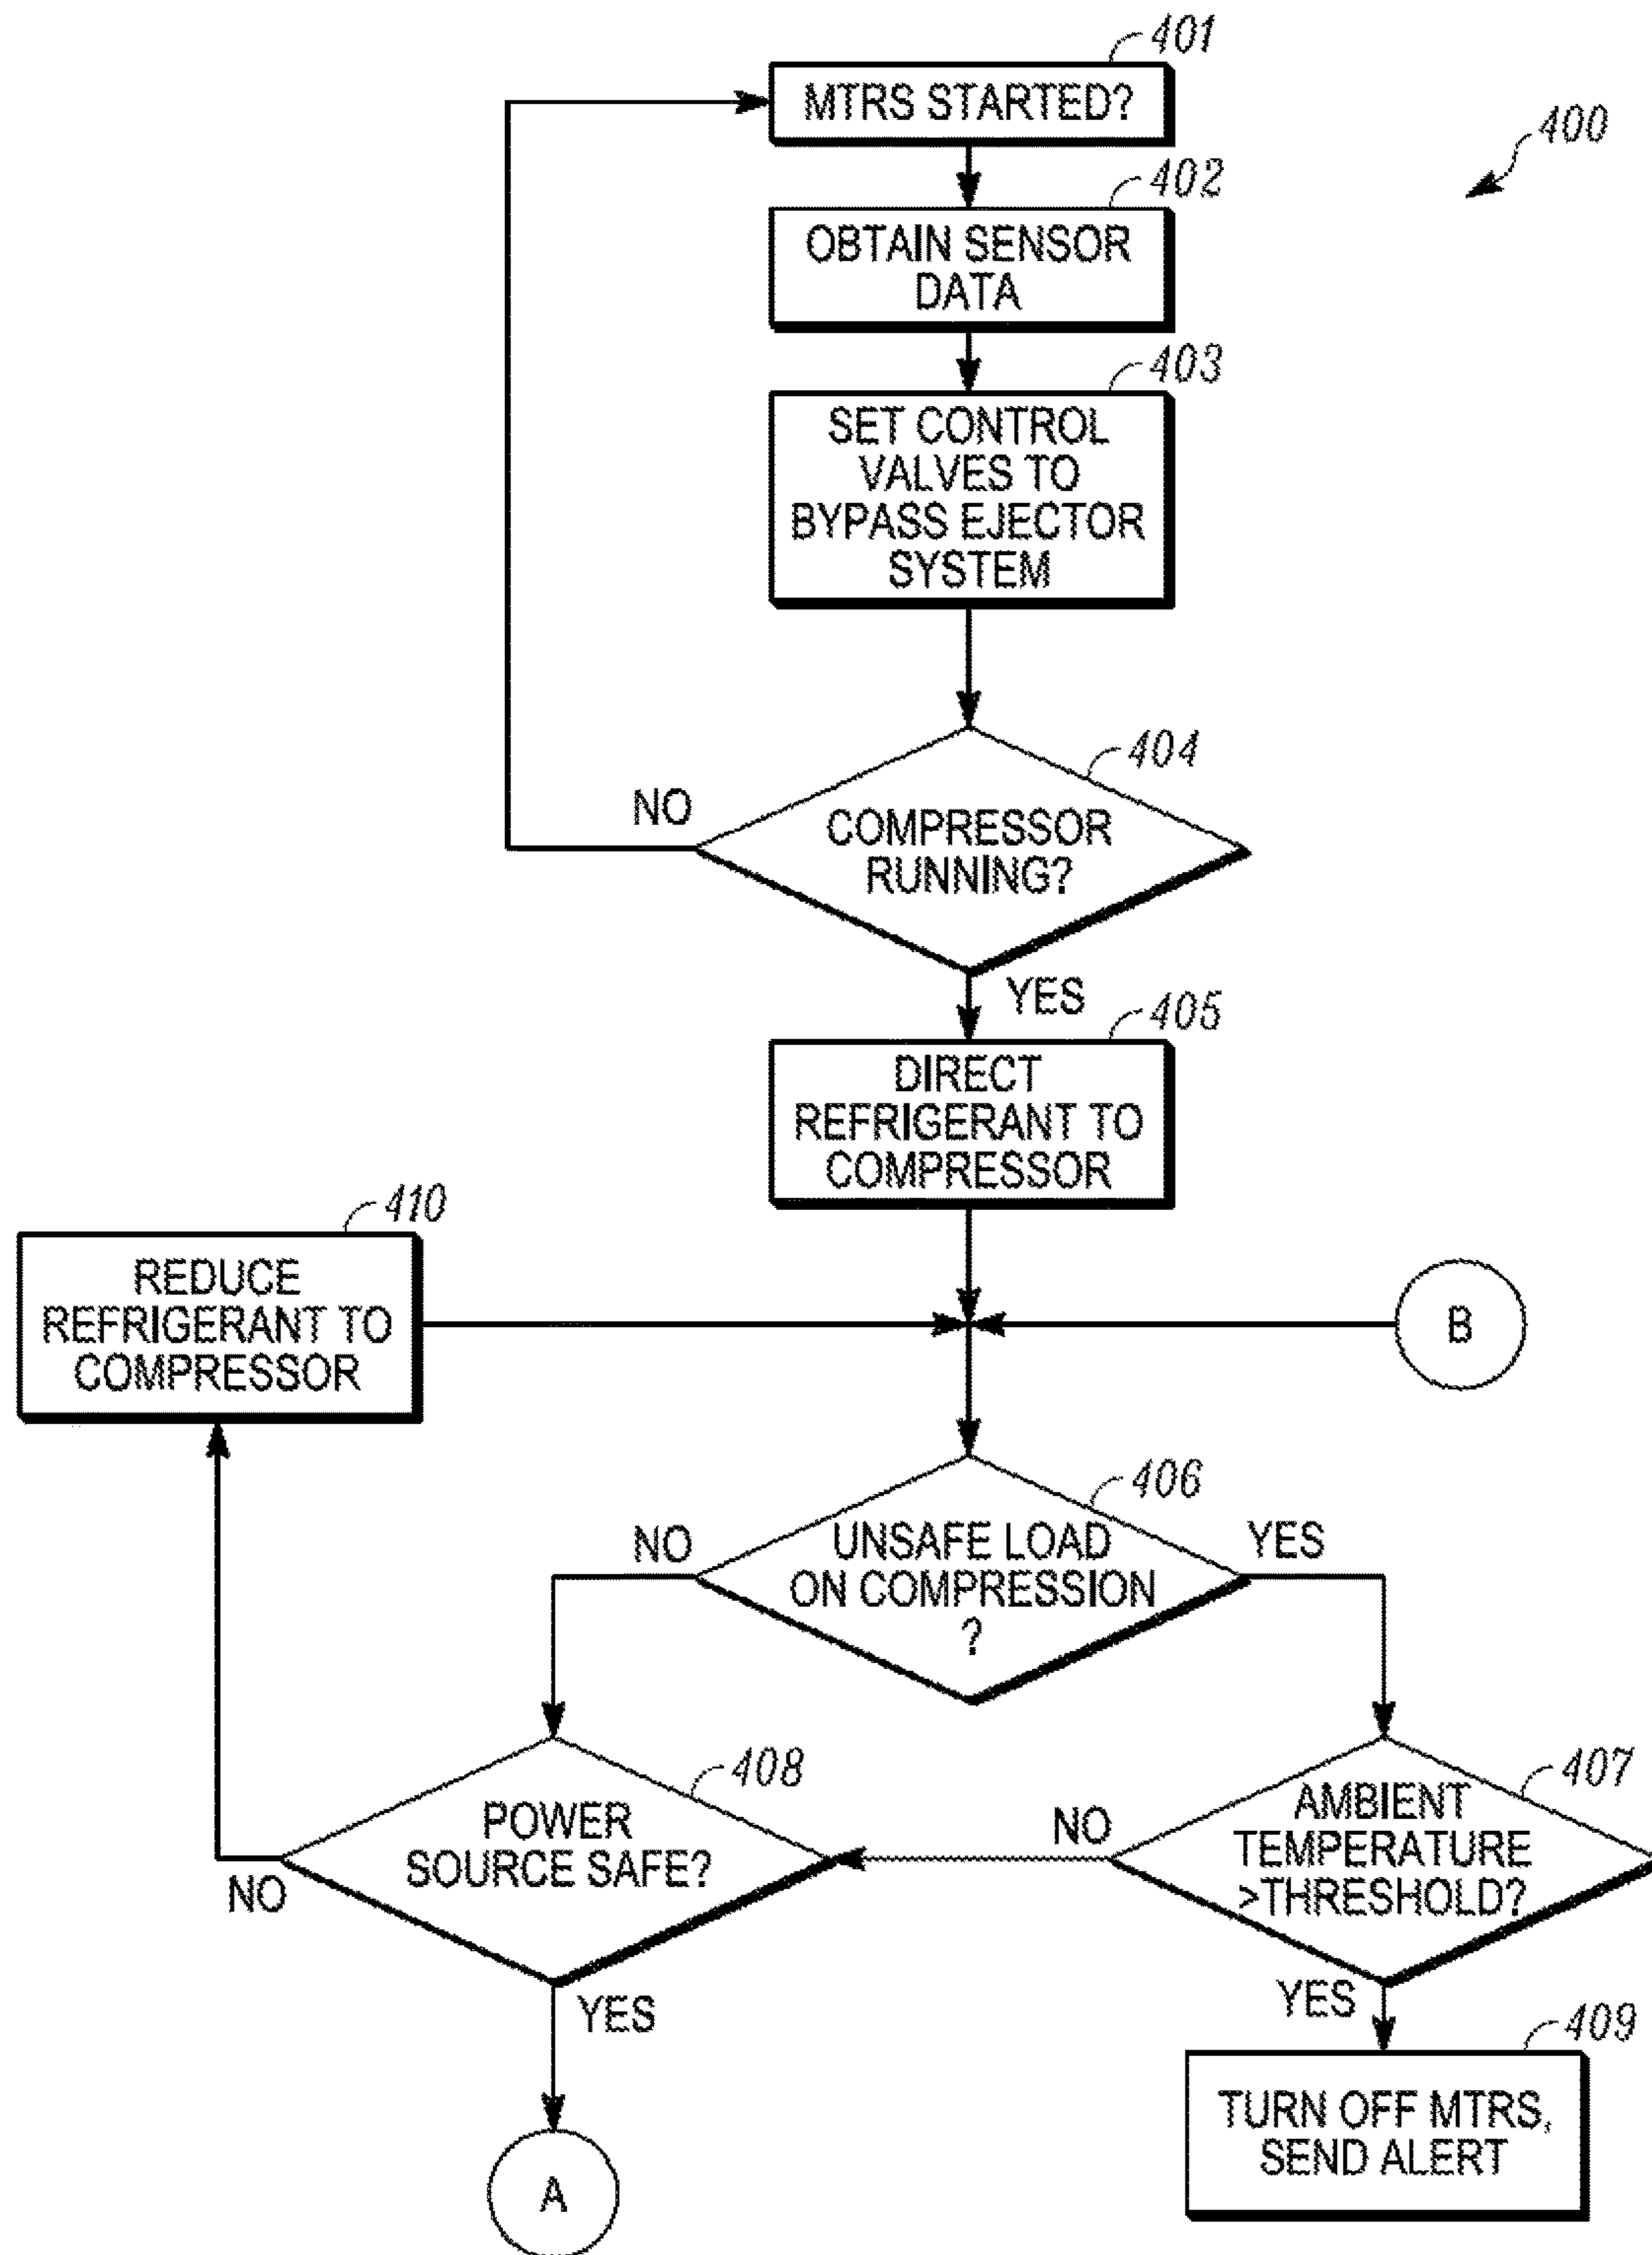 401
MTRS STARTED?
400
402
OBTAIN SENSOR
DATA
403
SET CONTROL
VALVES TO
BYPASS EJECTOR
SYSTEM
404
NO
COMPRESSOR
RUNNING?
YES
405
DIRECT
REFRIGERANT TO
COMPRESSOR
410
REDUCE
REFRIGERANT TO
COMPRESSOR
B
406
NO
UNSAFE LOAD
ON COMPRESSION
?
YES
408
POWER
SOURCE SAFE?
NO
YES
407
AMBIENT
TEMPERATURE
>THRESHOLD?
NO
YES
409
TURN OFF MTRS,
SEND ALERT
A